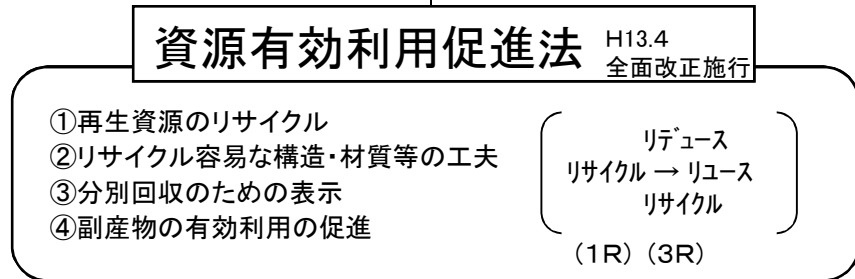 資源有効利用促進法
H13.4
全面改正施行
①再生資源のリサイクル
②リサイクル容易な構造・材質等の工夫
③分別回収のための表示
④副産物の有効利用の促進
ﾘﾃﾞｭｰｽ
ﾘｻｲｸﾙ → ﾘﾕｰｽ
ﾘｻｲｸﾙ
(1R) (3R)